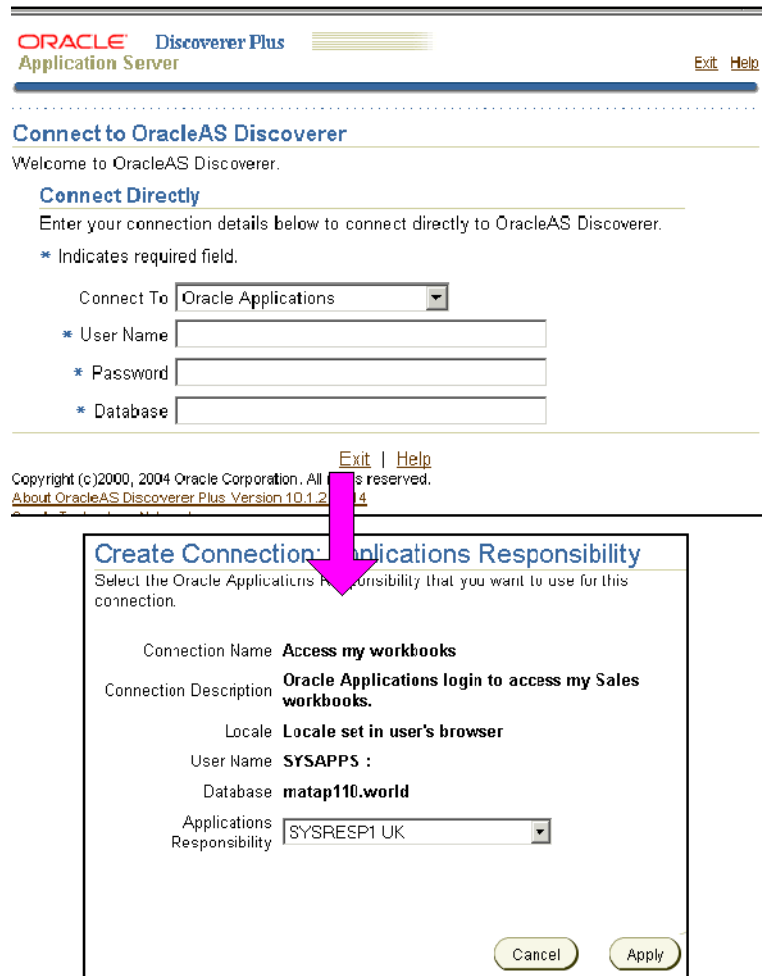 ORACLE Discoverer Plus
Application Server
Exit Help
Connect to OracleAS Discoverer
Welcome to OracleAS Discoverer.
Connect Directly
Enter your connection details below to connect directly to OracleAS Discoverer.
* Indicates required field.
Connect To Oracle Applications
* User Name
* Password
* Database
Exit | Help
Copyright (c)2000, 2004 Oracle Corporation. All reserved.
About OracleAS Discoverer Plus Version 10.1.2
Create Connection: Applications Responsibility
Select the Oracle Applications Responsibility that you want to use for this
connection.
Connection Name Access my workbooks
Connection Description Oracle Applications login to access my Sales
workbooks.
Locale Locale set in user's browser
User Name SYSAPPS :
Database matap110.world
Applications
Responsibility SYSRESP1 UK
Cancel Apply